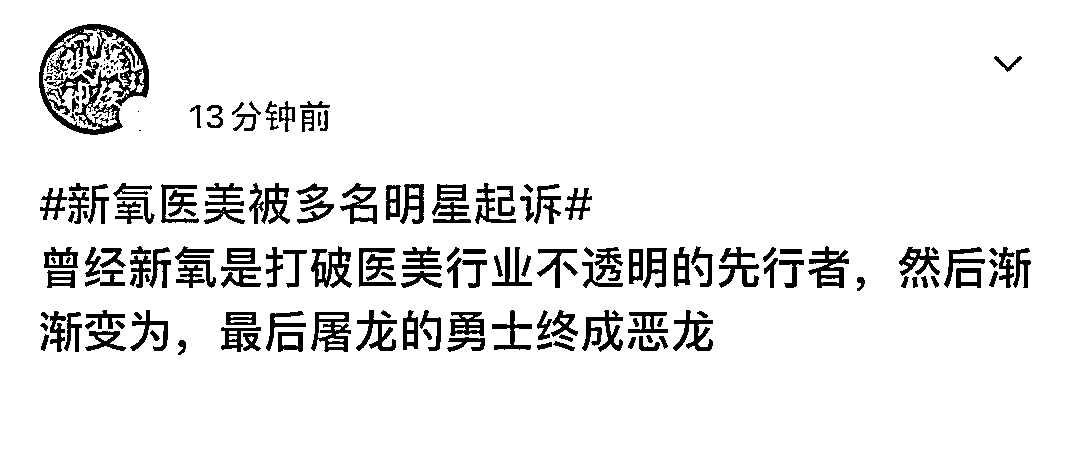 13分钟前
#新氧医美被多名明星起诉#
曾经新氧是打破医美行业不透明的先行者，然后渐
渐变为，最后屠龙的勇士终成恶龙